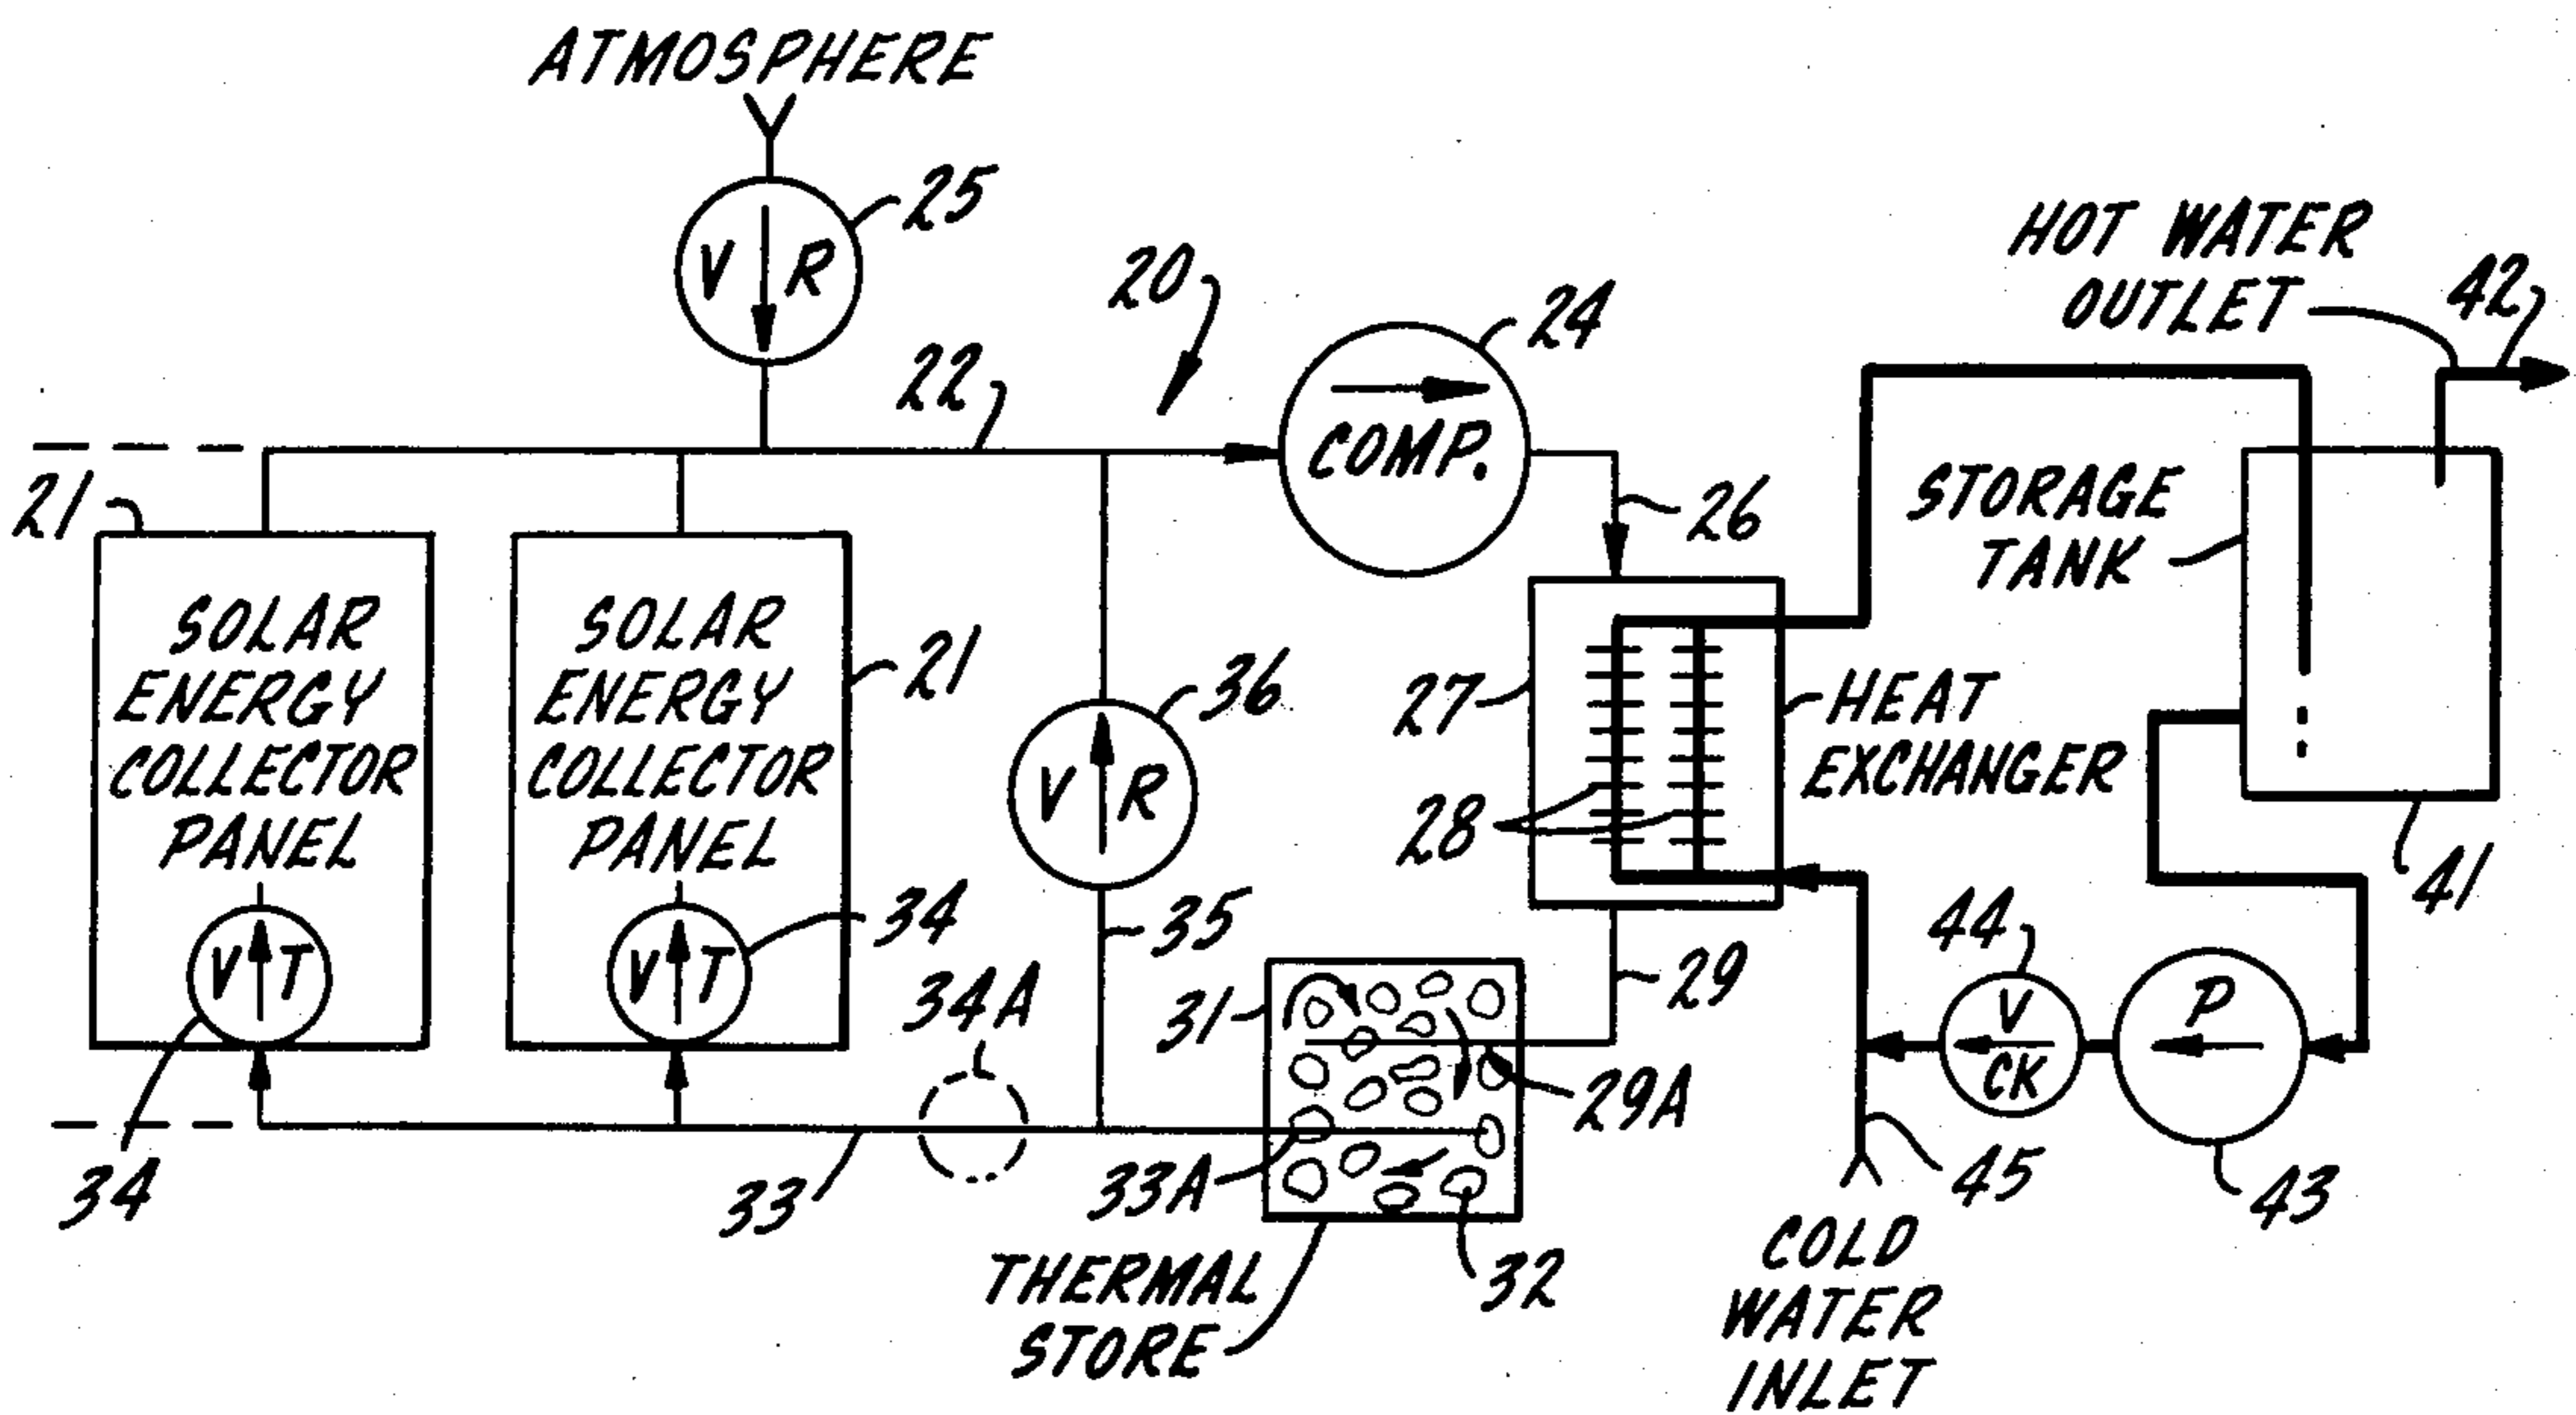 ATMOSPHERE
25
V R
20
22
24
COMP.
HOT WATER
OUTLET
42
21
26
STORAGE
TANK
SOLAR
ENERGY
COLLECTOR
PANEL
SOLAR
ENERGY
COLLECTOR
PANEL
21
36
V R
27
HEAT
EXCHANGER
28
41
34
V T
V T
34
34A
35
31
29
29A
44
V
CK
P
33
33A
45
43
32
THERMAL
STORE
COLD
WATER
INLET